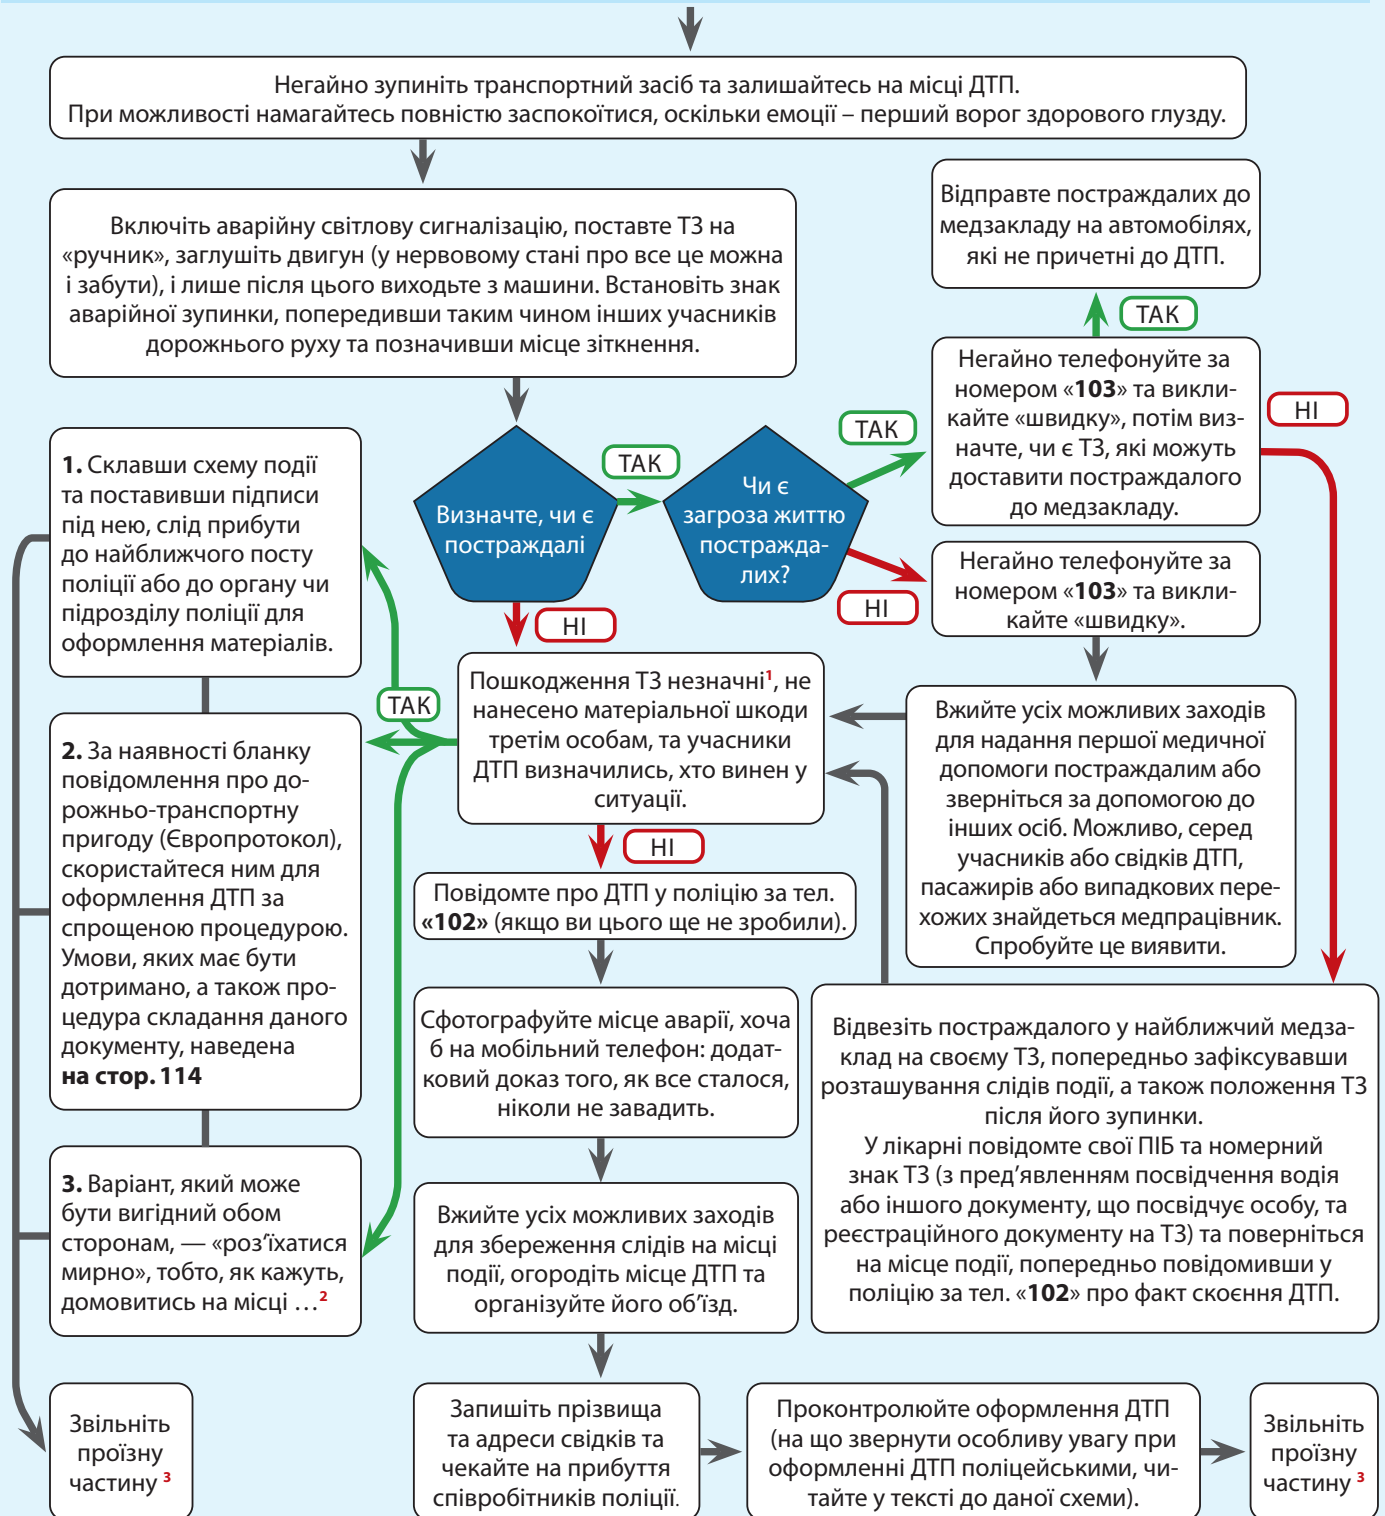 Негайно зупиніть транспортний засіб та залишайтесь на місці ДТП.
При можливості намагайтесь повністю заспокоїтися, оскільки емоції – перший ворог здорового глузду.
Включіть аварійну світлову сигналізацію, поставте ТЗ на
«ручник», заглушіть двигун (у нервовому стані про все це можна
і забути), і лише після цього виходьте з машини. Встановіть знак
аварійної зупинки, попередивши таким чином інших учасників
дорожнього руху та позначивши місце зіткнення.
Відправте постраждалих до
медзакладу на автомобілях,
які не причетні до ДТП.
ТАК
Негайно телефонуйте за
номером «103» та викли-
кайте «швидку», потім виз-
начте, чи є ТЗ, які можуть
доставити постраждалого
до медзакладу.
НІ
ТАК
Визначте, чи є
постраждалі
ТАК
Чи є
загроза життю
постражда-
лих?
НІ
Негайно телефонуйте за
номером «103» та викли-
кайте «швидку».
НІ
1. Склавши схему події
та поставивши підписи
під нею, слід прибути
до найближчого посту
поліції або до органу чи
підрозділу поліції для
оформлення матеріалів.
ТАК
Пошкодження ТЗ незначні1, не
нанесено матеріальної шкоди
третім особам, та учасники
ДТП визначились, хто винен у
ситуації.
Вжийте усіх можливих заходів
для надання першої медичної
допомоги постраждалим або
зверніться за допомогою до
інших осіб. Можливо, серед
учасників або свідків ДТП,
пасажирів або випадкових пере-
хожих знайдеться медпрацівник.
Спробуйте це виявити.
2. За наявності бланку
повідомлення про до-
рожньо-транспортну
пригоду (Європротокол),
скористайтеся ним для
оформлення ДТП за
спрощеною процедурою.
Умови, яких має бути
дотримано, а також про-
цедура складання даного
документу, наведена
на стор. 114
НІ
Повідомте про ДТП у поліцію за тел.
«102» (якщо ви цього ще не зробили).
Сфотографуйте місце аварії, хоча
б на мобільний телефон: додат-
ковий доказ того, як все сталося,
ніколи не завадить.
Відвезіть постраждалого у найближчий медза-
клад на своєму ТЗ, попередньо зафіксувавши
розташування слідів події, а також положення ТЗ
після його зупинки.
У лікарні повідомте свої ПІБ та номерний
знак ТЗ (з пред’явленням посвідчення водія
або іншого документу, що посвідчує особу, та
реєстраційного документу на ТЗ) та поверніться
на місце події, попередньо повідомивши у
поліцію за тел. «102» про факт скоєння ДТП.
3. Варіант, який може
бути вигідний обом
сторонам, — «роз’їхатися
мирно», тобто, як кажуть,
домовитись на місці …2
Вжийте усіх можливих заходів
для збереження слідів на місці
події, огородіть місце ДТП та
організуйте його об’їзд.
Звільніть
проїзну
частину 3
Запишіть прізвища
та адреси свідків та
чекайте на прибуття
співробітників поліції.
Проконтролюйте оформлення ДТП
(на що звернути особливу увагу при
оформленні ДТП поліцейськими, чи-
тайте у тексті до даної схеми).
Звільніть
проїзну
частину 3